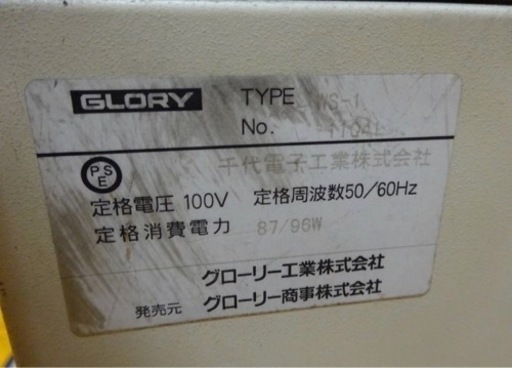 GLORY TYPE WS-1
No.
千代電子工業株式会社
PSE
定格電圧 100V 定格周波数50/60Hz
定格消費電力 87/96W
グローリー工業株式会社
発売元 グローリー商事株式会社